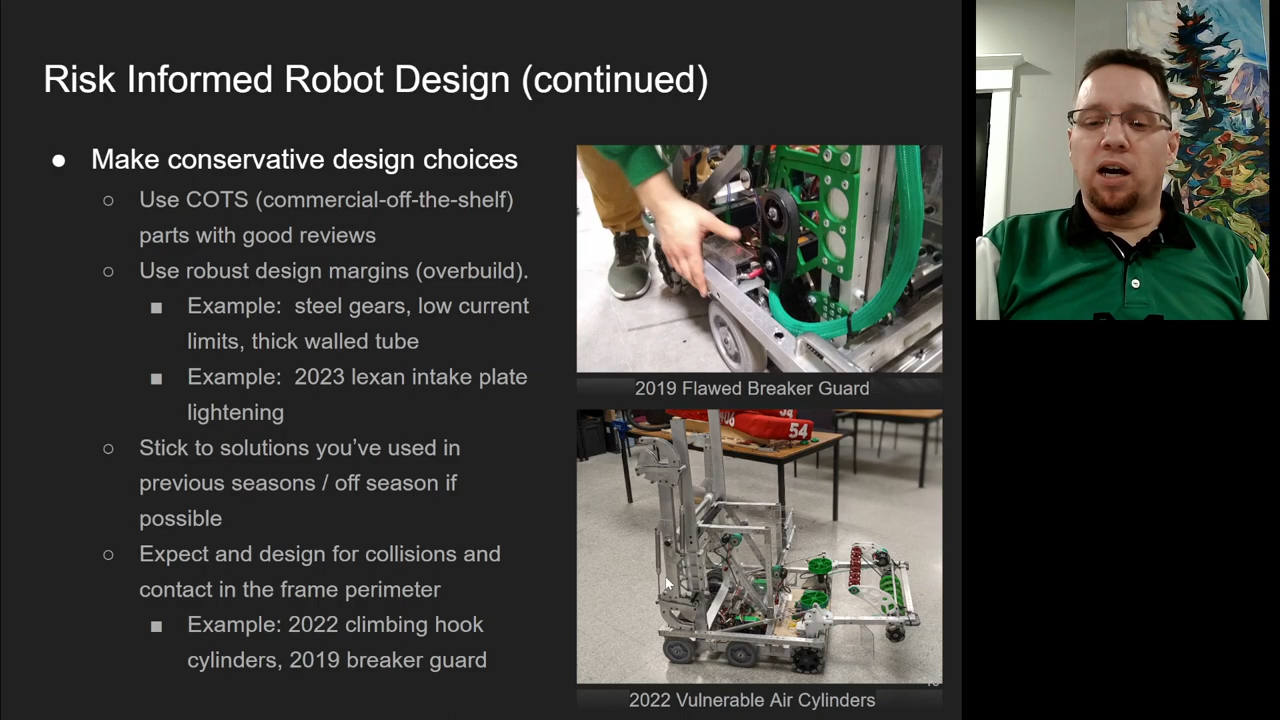 Risk Informed Robot Design (continued)
● Make conservative design choices
○ Use COTS (commercial-off-the-shelf)
parts with good reviews
○ Use robust design margins (overbuild).
■ Example:  steel gears, low current
limits, thick walled tube
■ Example:  2023 lexan intake plate
lightening
○ Stick to solutions you’ve used in
previous seasons / off season if
possible
○ Expect and design for collisions and
contact in the frame perimeter
■ Example: 2022 climbing hook
cylinders, 2019 breaker guard
2019 Flawed Breaker Guard
54
54
2022 Vulnerable Air Cylinders